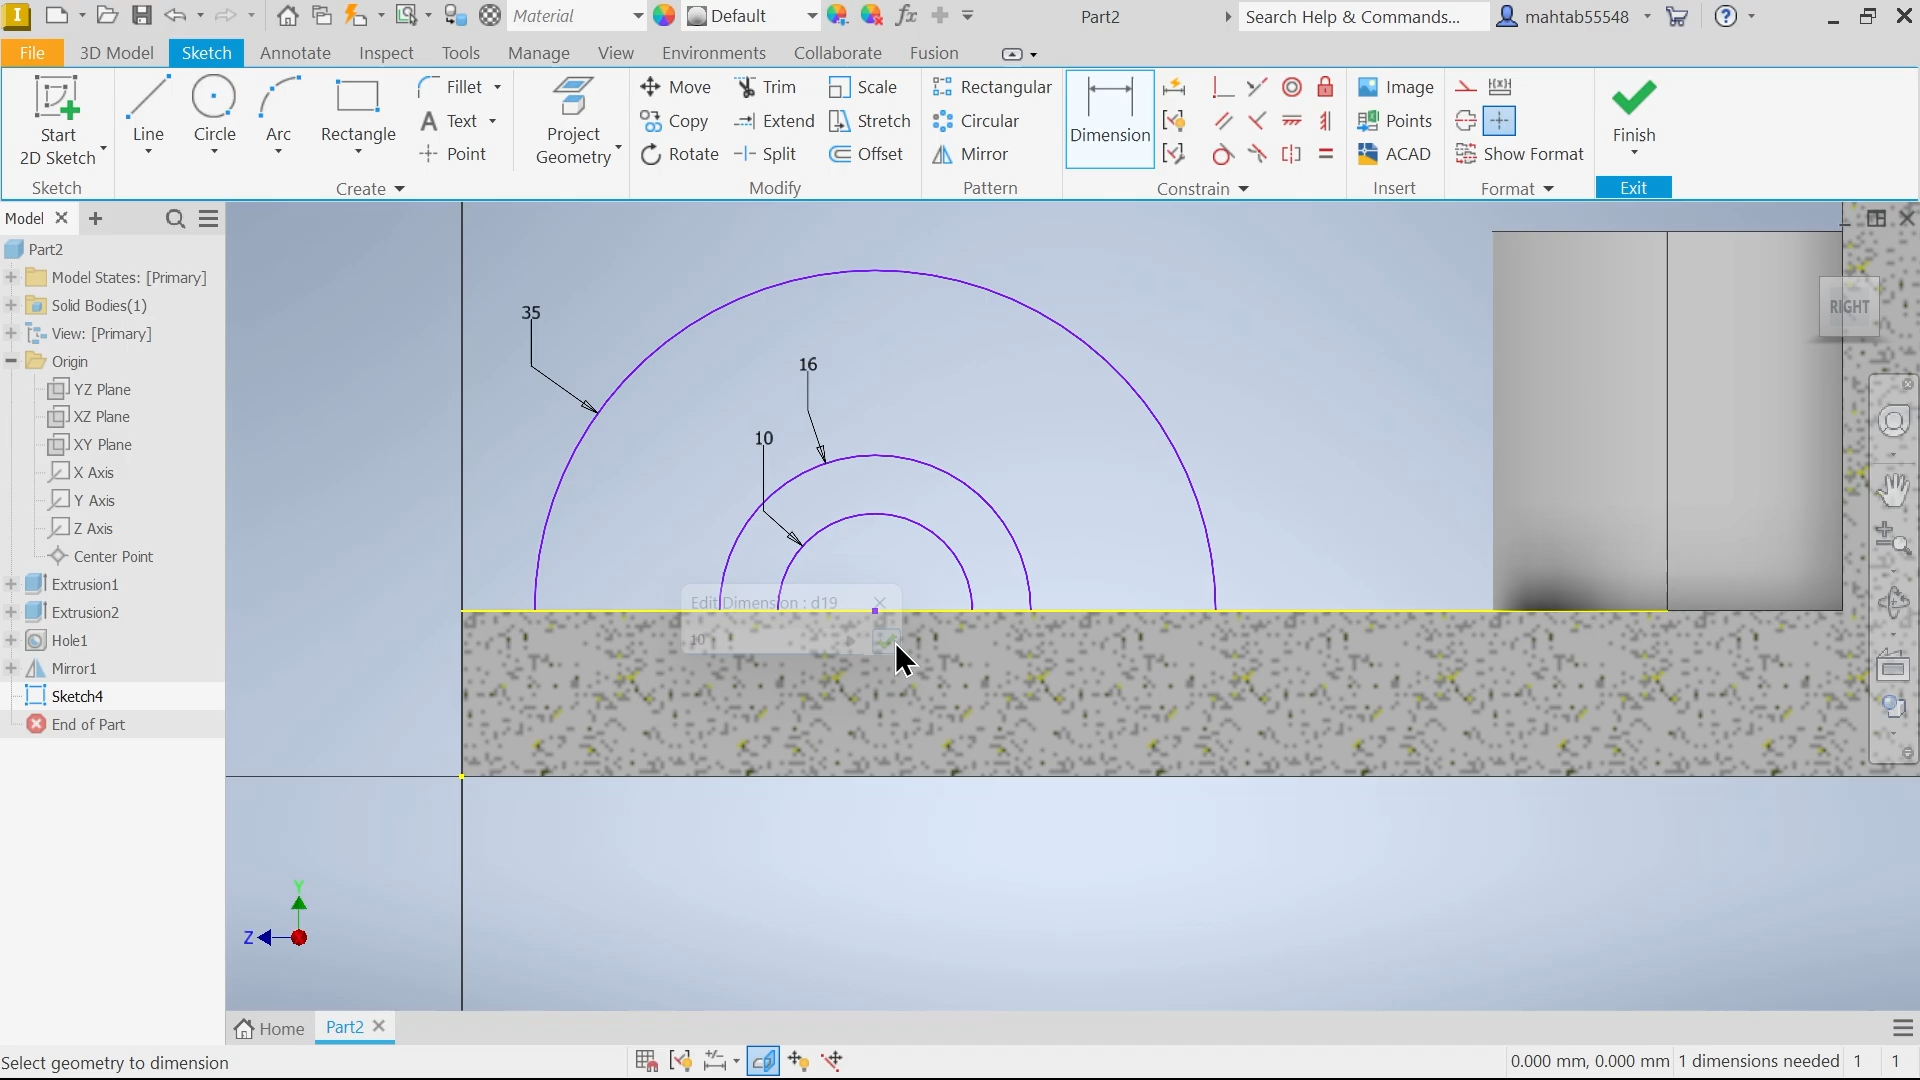 Material
Default
Part2
Search Help & Commands...
mahtab55548
File
3D Model
Sketch
Annotate
Inspect
Tools
Manage
View
Environments
Collaborate
Fusion
Start
2D Sketch
Line
Circle
Arc
Rectangle
Fillet
Text
Point
Project
Geometry
Move
Copy
Rotate
Trim
Extend
Split
Scale
Stretch
Offset
Rectangular
Circular
Mirror
Dimension
Image
Points
ACAD
Show Format
Finish
Sketch
Create
Modify
Pattern
Constrain
Insert
Format
Exit
Model
Part2
Model States: [Primary]
Solid Bodies(1)
View: [Primary]
Origin
YZ Plane
XZ Plane
XY Plane
X Axis
Y Axis
Z Axis
Center Point
Extrusion1
Extrusion2
Hole1
Mirror1
Sketch4
End of Part
35
16
10
Edit Dimension : d19
10
RIGHT
Y
Z
Home
Part2
Select geometry to dimension
0.000 mm, 0.000 mm
1 dimensions needed
1
1